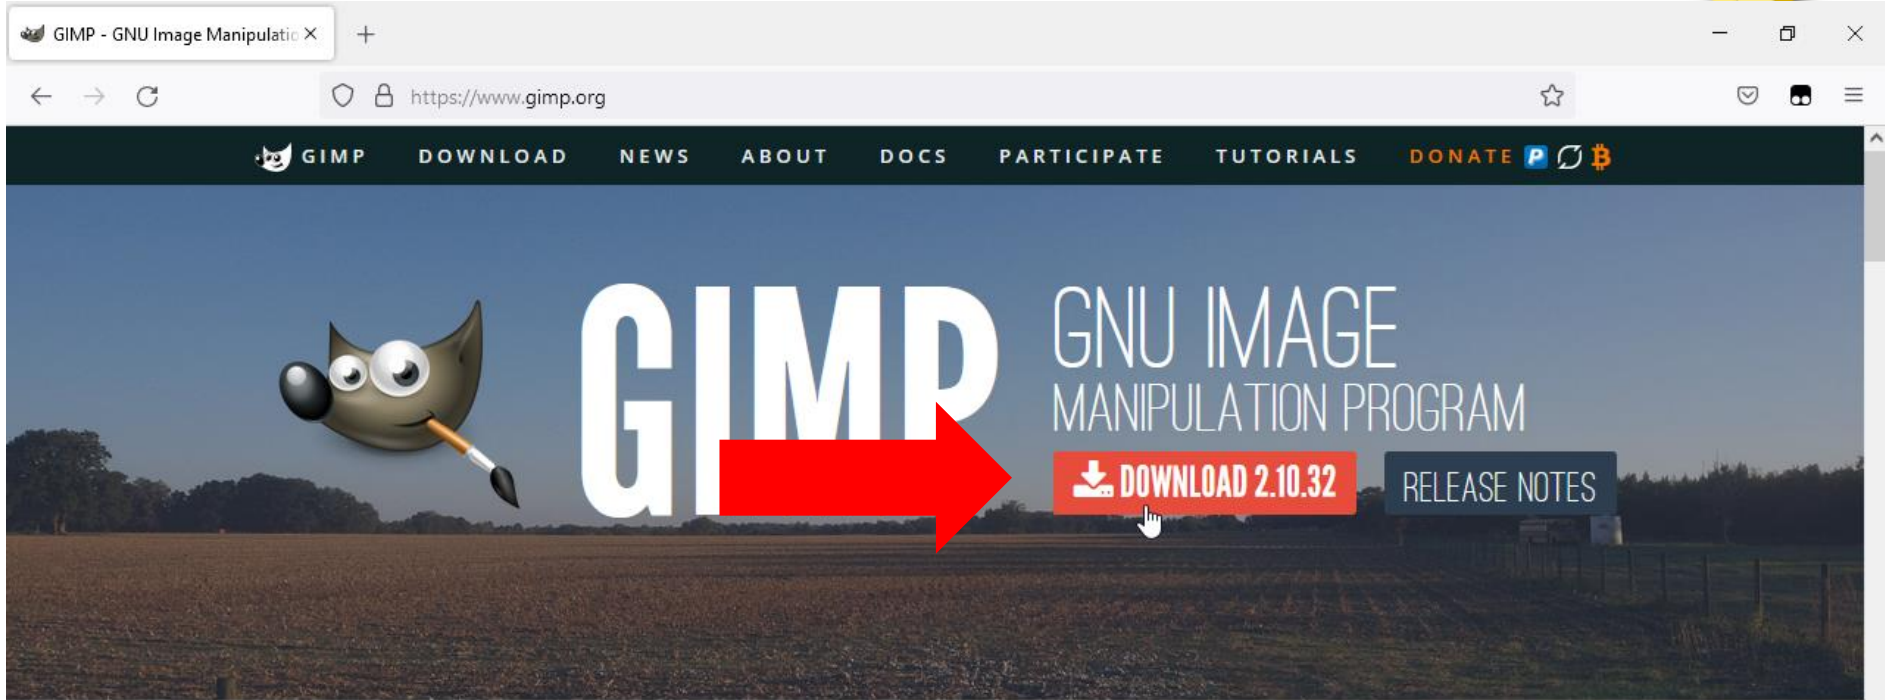 GIMP - GNU Image Manipulatio
https://www.gimp.org
GIMP DOWNLOAD NEWS ABOUT DOCS PARTICIPATE TUTORIALS DONATE
GIMP
GNU IMAGE
MANIPULATION PROGRAM
DOWNLOAD 2.10.32
RELEASE NOTES